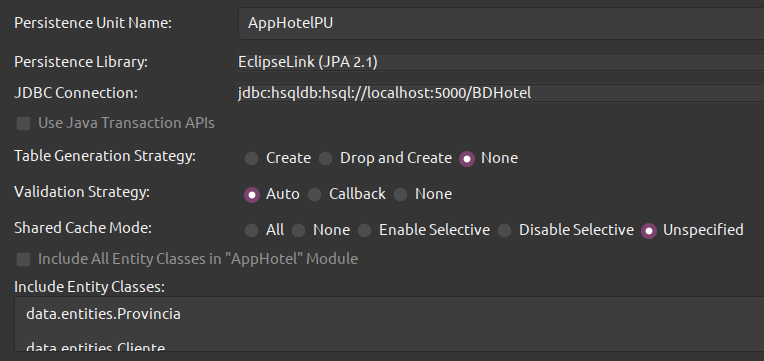 Persistence Unit Name: AppHotelPU
Persistence Library: EclipseLink (JPA 2.1)
JDBC Connection: jdbc:hsqldb:hsql://localhost:5000/BDHotel
Use Java Transaction APIs
Table Generation Strategy: Create Drop and Create None
Validation Strategy: Auto Callback None
Shared Cache Mode: All None Enable Selective Disable Selective Unspecified
Include All Entity Classes in "AppHotel" Module
Include Entity Classes:
data.entities.Provincia
data.entities.Cliente